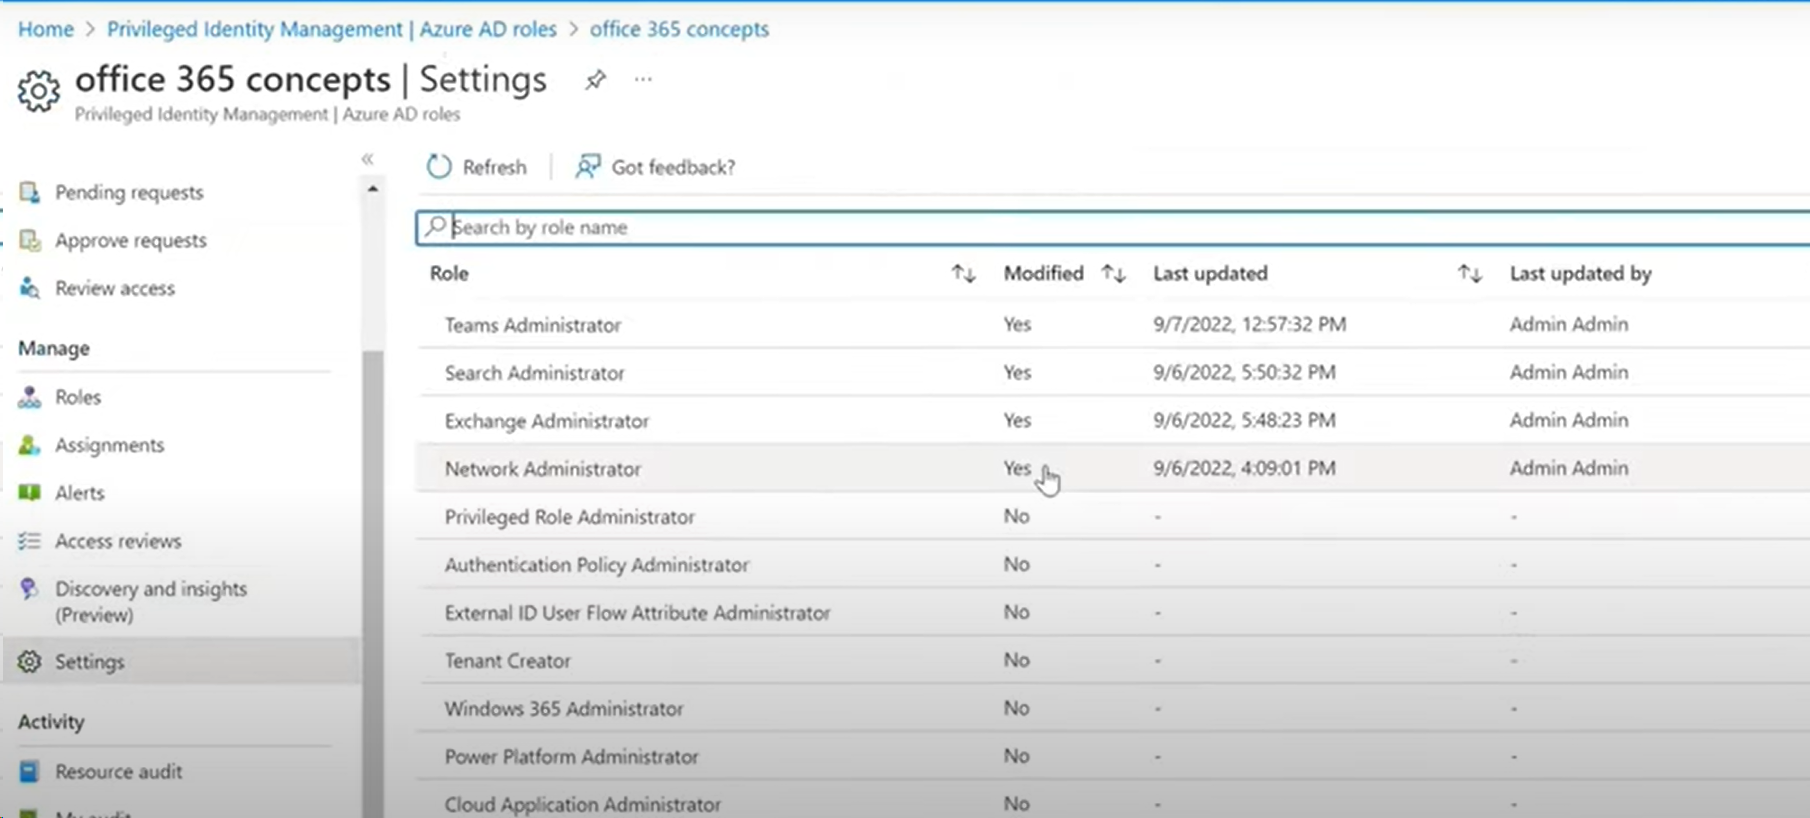 Home > Privileged Identity Management | Azure AD roles > office 365 concepts
office 365 concepts | Settings
Privileged Identity Management | Azure AD roles
«
Pending requests
Approve requests
Review access
Manage
Roles
Assignments
Alerts
Access reviews
Discovery and insights
(Preview)
Settings
Activity
Resource audit
My audit
Refresh | Got feedback?
Search by role name
Role Modified Last updated Last updated by
Teams Administrator Yes 9/7/2022, 12:57:32 PM Admin Admin
Search Administrator Yes 9/6/2022, 5:50:32 PM Admin Admin
Exchange Administrator Yes 9/6/2022, 5:48:23 PM Admin Admin
Network Administrator Yes 9/6/2022, 4:09:01 PM Admin Admin
Privileged Role Administrator No - -
Authentication Policy Administrator No - -
External ID User Flow Attribute Administrator No - -
Tenant Creator No - -
Windows 365 Administrator No - -
Power Platform Administrator No - -
Cloud Application Administrator No - -